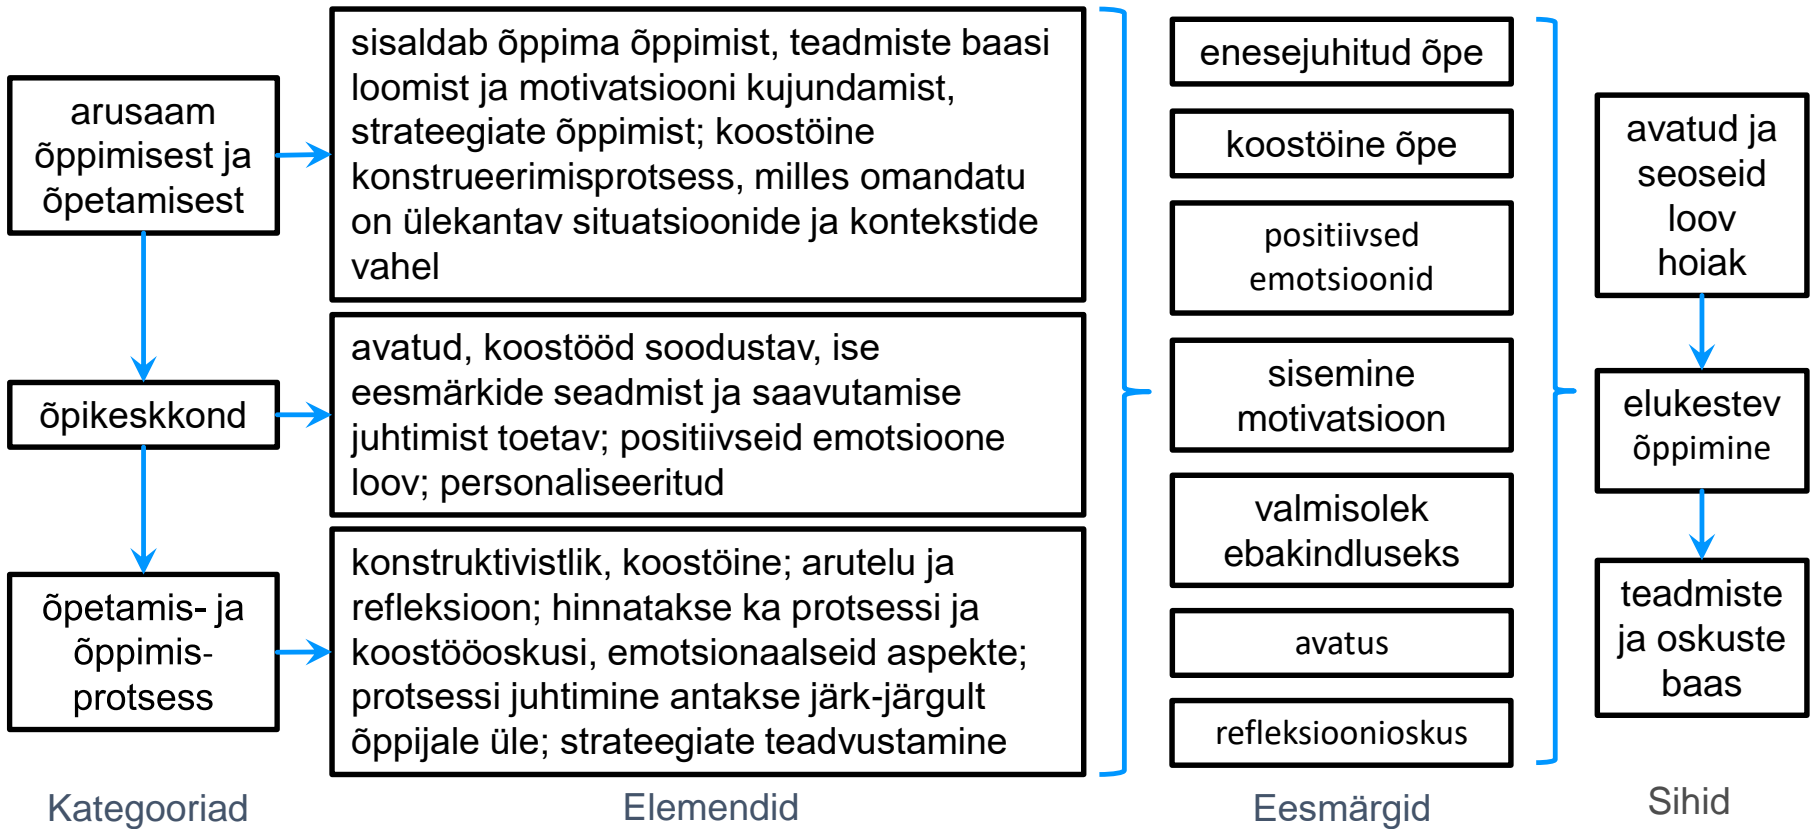 arusaam
õppimisest ja
õpetamisest
sisaldab õppima õppimist, teadmiste baasi
loomist ja motivatsiooni kujundamist,
strateegiate õppimist; koostöine
konstrueerimisprotsess, milles omandatu
on ülekantav situatsioonide ja kontekstide
vahel
õpikeskkond
avatud, koostööd soodustav, ise
eesmärkide seadmist ja saavutamise
juhtimist toetav; positiivseid emotsioone
loov; personaliseeritud
õpetamis- ja
õppimis-
protsess
konstruktivistlik, koostöine; arutelu ja
refleksioon; hinnatakse ka protsessi ja
koostööoskusi, emotsionaalseid aspekte;
protsessi juhtimine antakse järk-järgult
õppijale üle; strateegiate teadvustamine
enesejuhitud õpe
koostöine õpe
positiivsed
emotsioonid
sisemine
motivatsioon
valmisolek
ebakindluseks
avatus
refleksioonioskus
avatud ja
seoseid
loov
hoiak
elukestev
õppimine
teadmiste
ja oskuste
baas
Kategooriad
Elemendid
Eesmärgid
Sihid